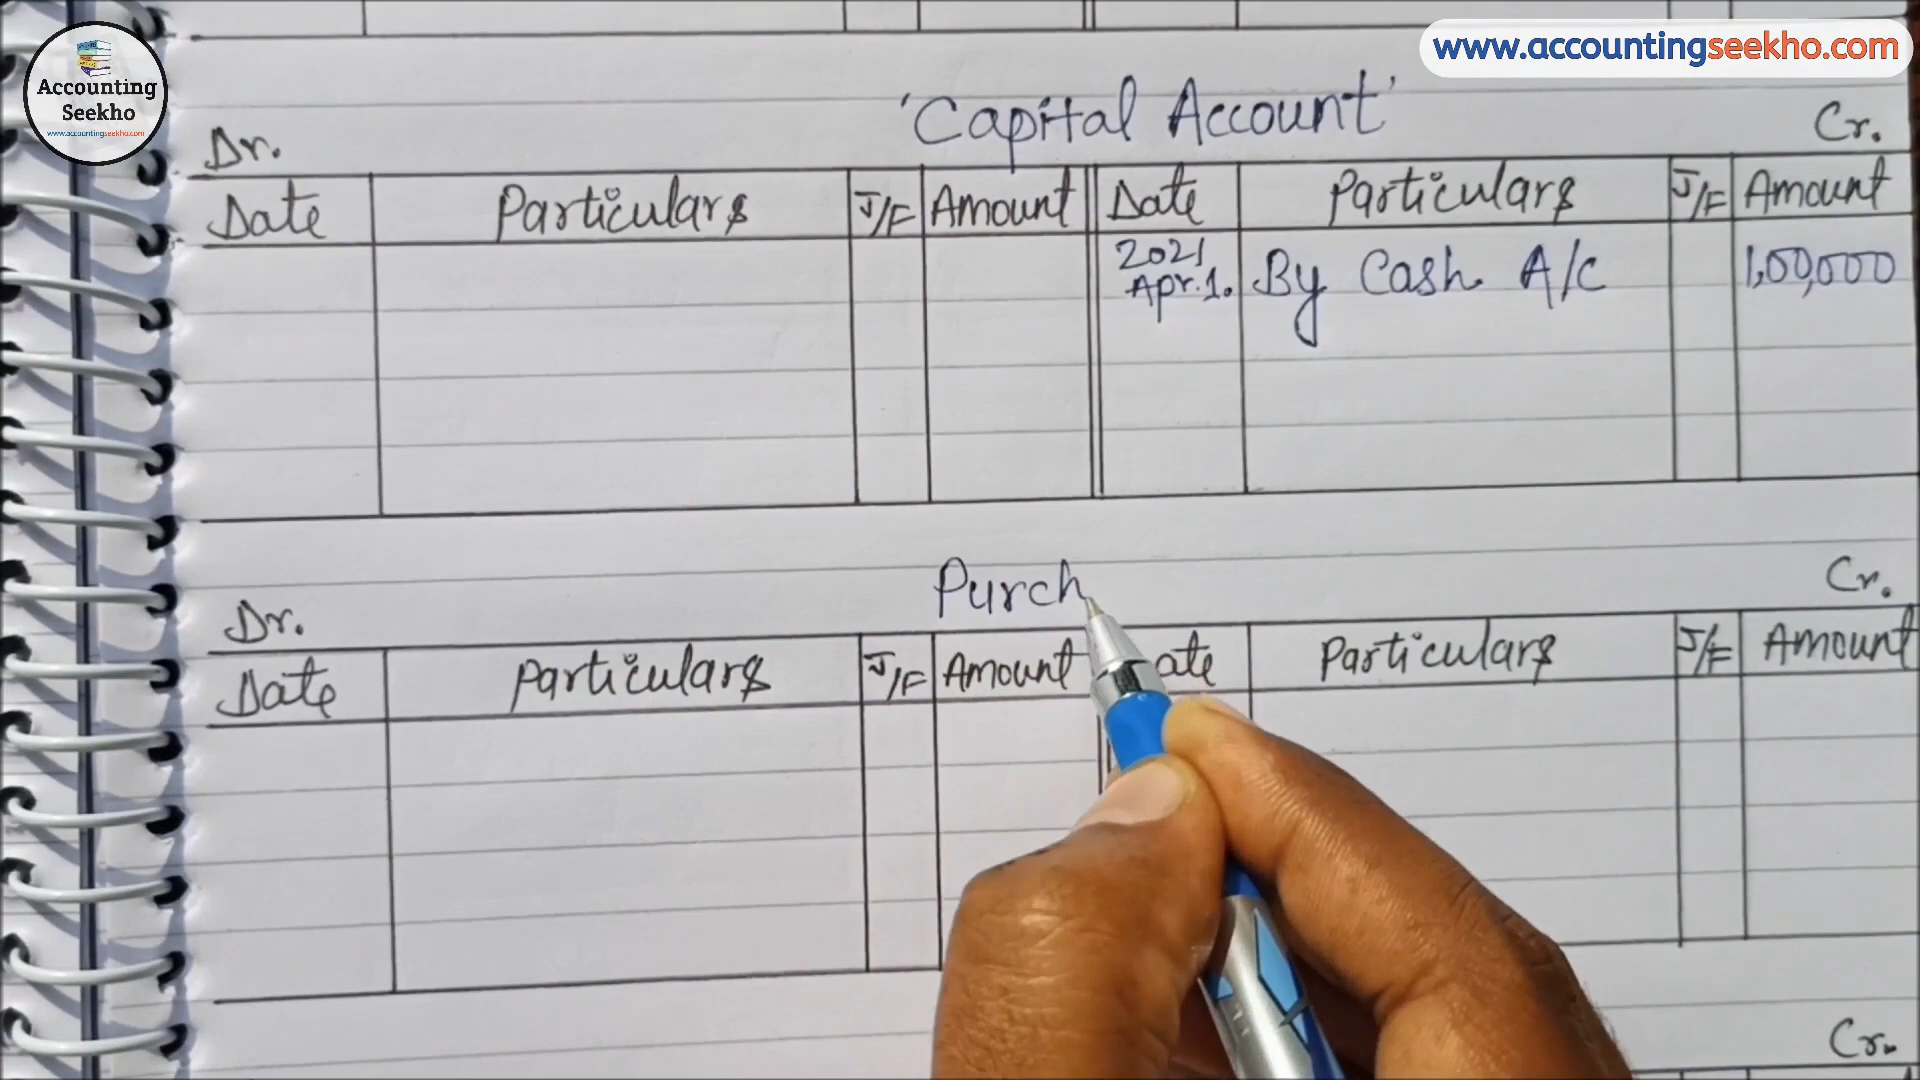 Accounting
Seekho
www.accountingseekho.com
www.accountingseekho.com
'Capital Account'
Dr.
Cr.
Date Particulars J/F Amount Date Particulars J/F Amount
2021
Apr.1. By Cash A/c 1,00,000
Purch
Dr.
Cr.
Date Particulars J/F Amount ate Particulars J/F Amount
Cr.